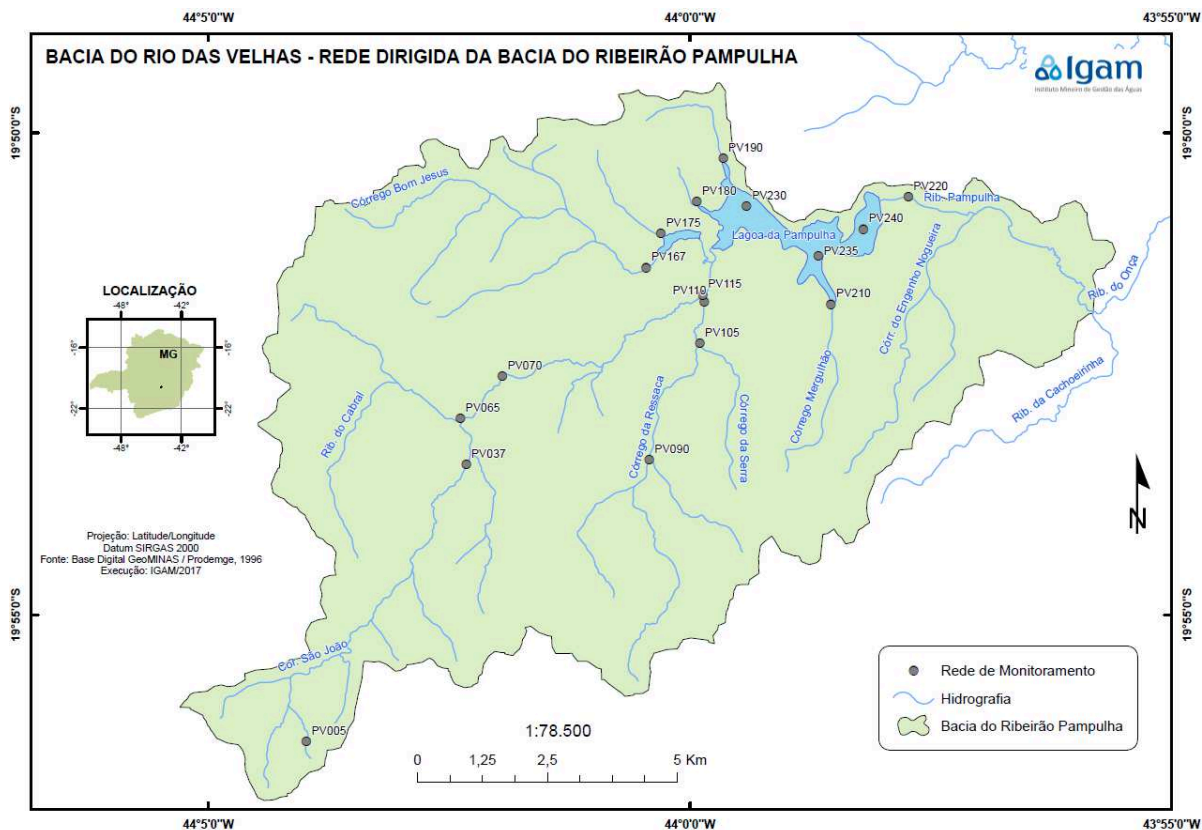 44°5'0"W 44°0'0"W 43°55'0"W
BACIA DO RIO DAS VELHAS - REDE DIRIGIDA DA BACIA DO RIBEIRÃO PAMPULHA
Igam
Instituto Mineiro de Gestão das Águas
19°50'0"S 19°50'0"S
PV190
PV180
PV230
PV220
Rib. Pampulha
Córrego Bom Jesus
PV175
Lagoa da Pampulha
PV240
PV235
PV167
Córr. do Engenho Nogueira
Rib. do Onça
LOCALIZAÇÃO
-48° -42°
PV110
PV115
PV210
-16° MG -16°
PV105
Rib. da Cachoeirinha
PV070
-22° -22°
-48° -42°
Rib. do Cabral
PV065
Córrego da Ressaca
Córrego da Serra
Córrego Mergulhão
PV037
PV090
N
Projeção: Latitude/Longitude
Datum SIRGAS 2000
Fonte: Base Digital GeoMINAS / Prodemge, 1996
Execução: IGAM/2017
19°55'0"S 19°55'0"S
Cor. São João
Rede de Monitoramento
Hidrografia
Bacia do Ribeirão Pampulha
PV005
1:78.500
0 1,25 2,5 5 Km
44°5'0"W 44°0'0"W 43°55'0"W